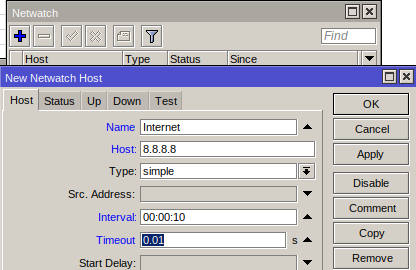 Netwatch
Find
Host Type Status Since
New Netwatch Host
Host Status Up Down Test
Name Internet
Host: 8.8.8.8
Type: simple
Src. Address:
Interval: 00:00:10
Timeout 0.01 s
Start Delay:
OK
Cancel
Apply
Disable
Comment
Copy
Remove